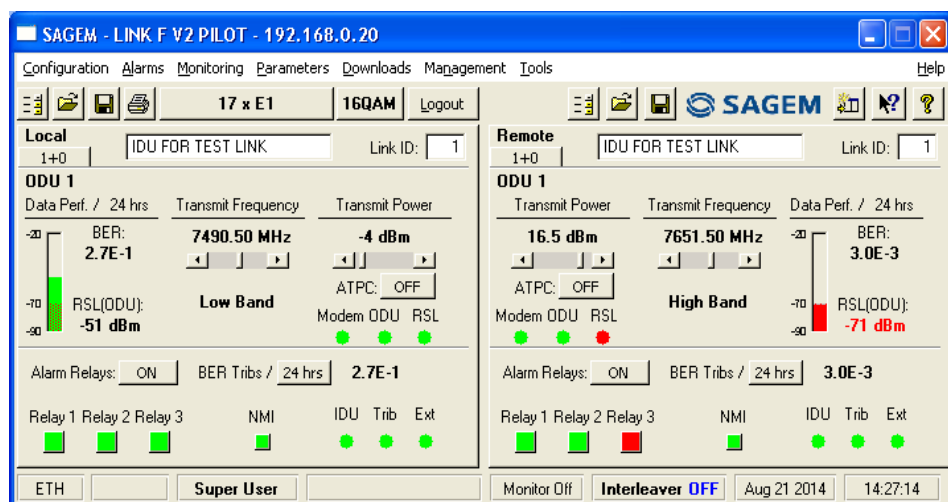 SAGEM - LINK F V2 PILOT - 192.168.0.20
Configuration Alarms Monitoring Parameters Downloads Management Tools Help
17 x E1 16QAM Logout SAGEM
Local IDU FOR TEST LINK Link ID: 1
1+0
ODU 1
Data Perf. / 24 hrs Transmit Frequency Transmit Power
-20 BER: 7490.50 MHz -4 dBm
2.7E-1
ATPC: OFF
-70 RSL(ODU): Low Band
-90 -51 dBm Modem ODU RSL
Alarm Relays: ON BER Tribs / 24 hrs 2.7E-1
Relay 1 Relay 2 Relay 3 NMI IDU Trib Ext
Remote IDU FOR TEST LINK Link ID: 1
1+0
ODU 1
Transmit Power Transmit Frequency Data Perf. / 24 hrs
16.5 dBm 7651.50 MHz -20 BER:
3.0E-3
ATPC: OFF
High Band -70 RSL(ODU):
Modem ODU RSL -90 -71 dBm
Alarm Relays: ON BER Tribs / 24 hrs 3.0E-3
Relay 1 Relay 2 Relay 3 NMI IDU Trib Ext
ETH Super User Monitor Off Interleaver OFF Aug 21 2014 14:27:14